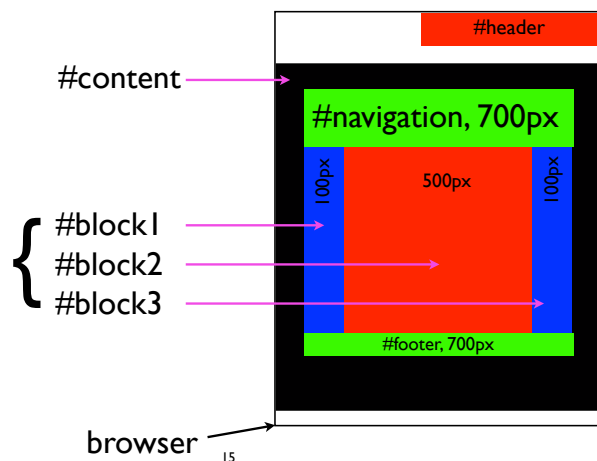 #header
#content
#navigation, 700px
100px
500px
100px
#block1
#block2
#block3
#footer, 700px
browser
15